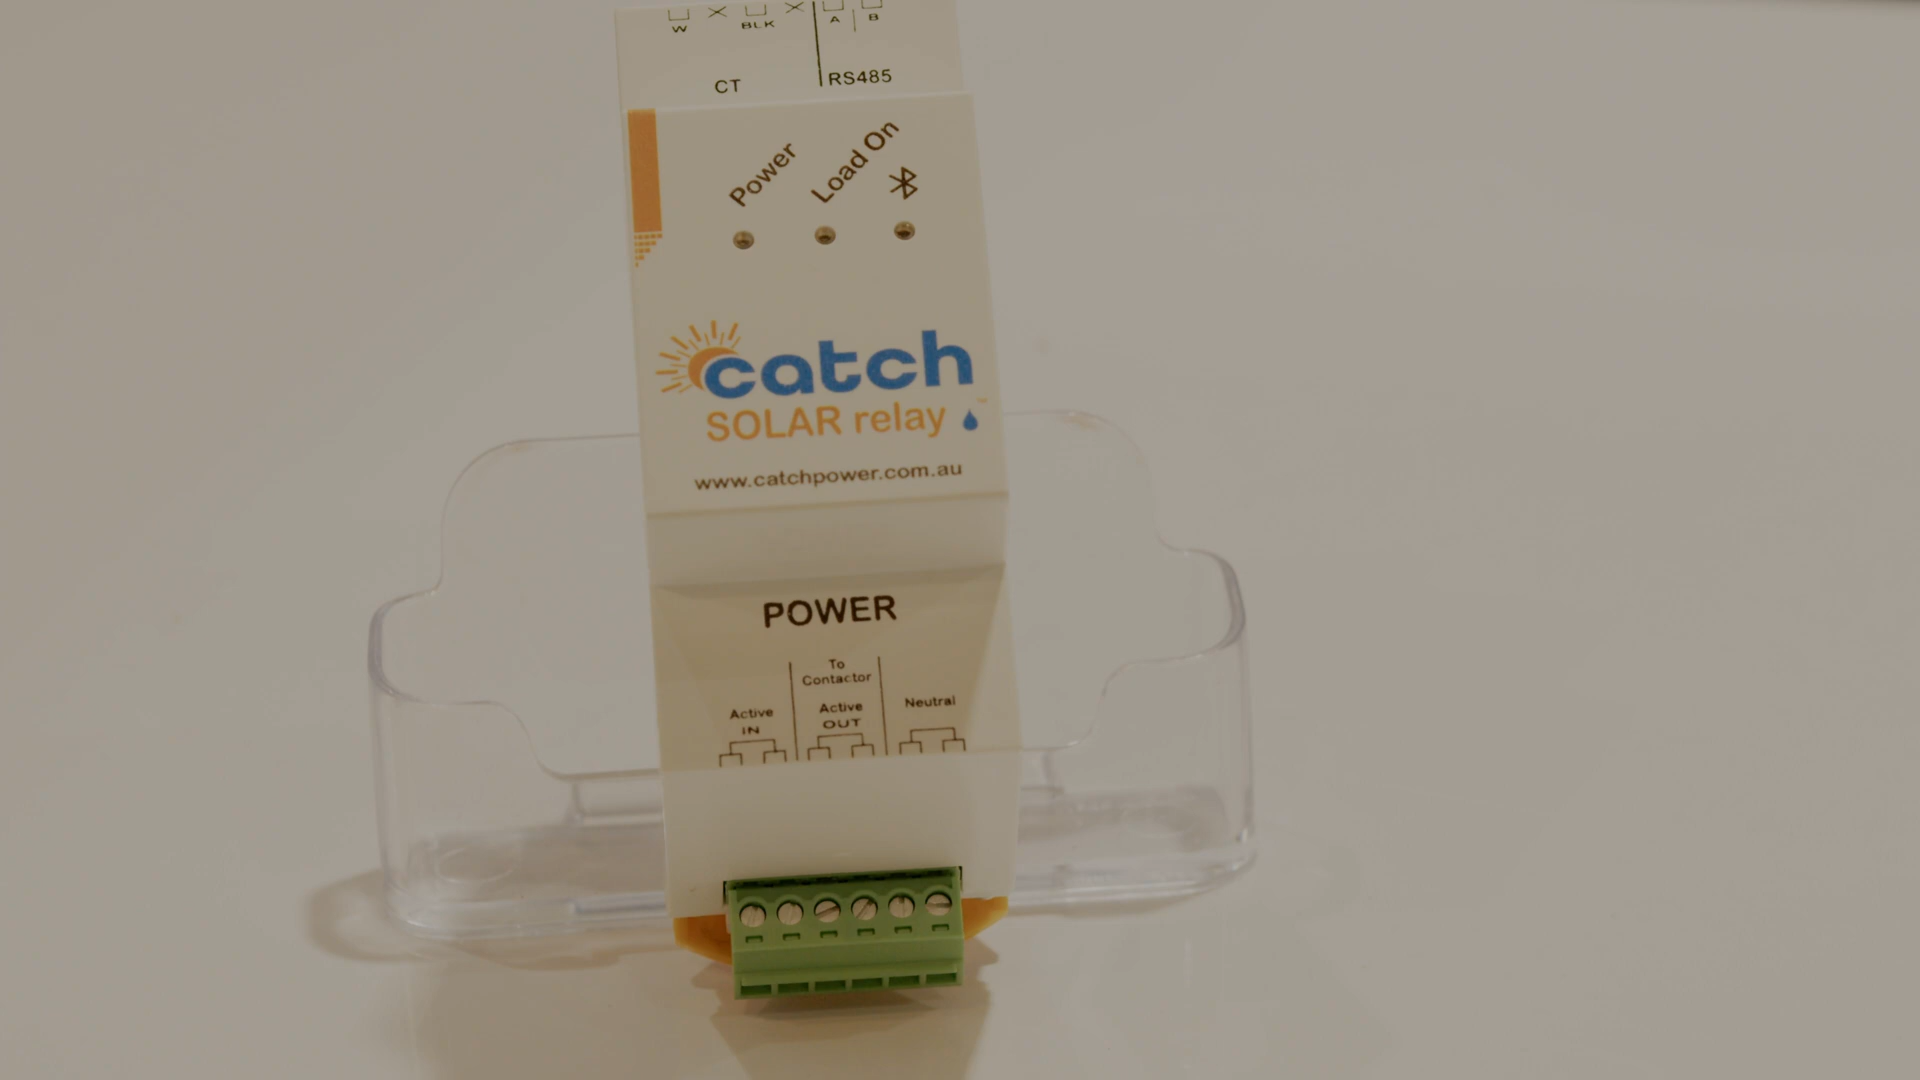 W BLK A B
CT RS485
Power Load On
catch
SOLAR relay
www.catchpower.com.au
POWER
To
Contactor
Active
IN
Active
OUT
Neutral